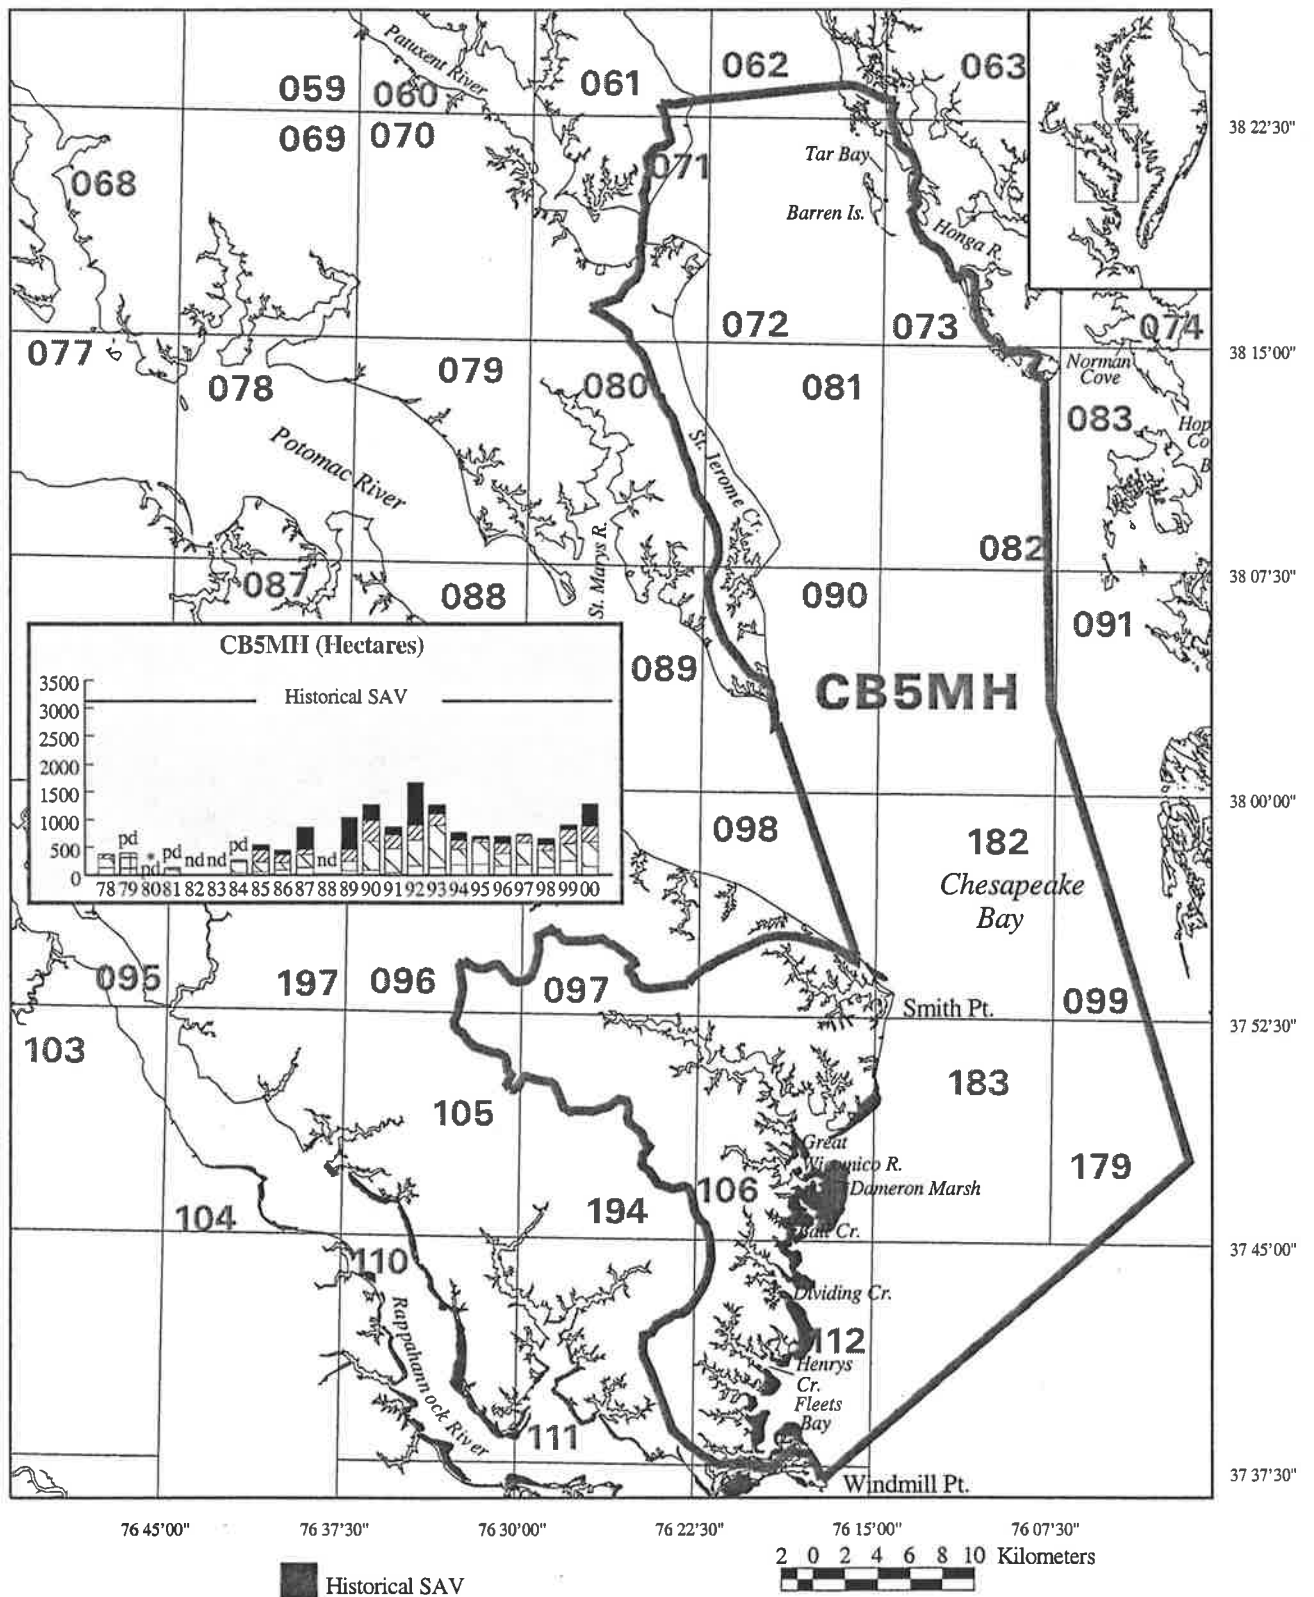 062
063
061
059
060
Patuxent River
38 22'30"
069
070
Tar Bay
071
068
Barren Is.
Honga R.
072
073
074
077
38 15'00"
079
Norman
Cove
078
080
081
083
Hop
Co
B
Potomac River
St. Jerome Cr.
St. Marys R.
082
38 07'30"
087
088
090
091
CB5MH (Hectares)
089
CB5MH
3500
Historical SAV
3000
2500
2000
1500
1000
500
0
pd
*
pd
pd
nd
nd
pd
nd
78 79 80 81 82 83 84 85 86 87 88 89 90 91 92 93 94 95 96 97 98 99 00
38 00'00"
098
182
Chesapeake
Bay
095
197
096
097
099
Smith Pt.
37 52'30"
103
183
105
Great
Wicomico R.
179
106
Dameron Marsh
194
104
Ball Cr.
37 45'00"
110
Dividing Cr.
Rappahannock River
112
Henrys
Cr.
Fleets
Bay
111
37 37'30"
Windmill Pt.
76 45'00"
76 37'30"
76 30'00"
76 22'30"
76 15'00"
76 07'30"
2 0 2 4 6 8 10 Kilometers
Historical SAV